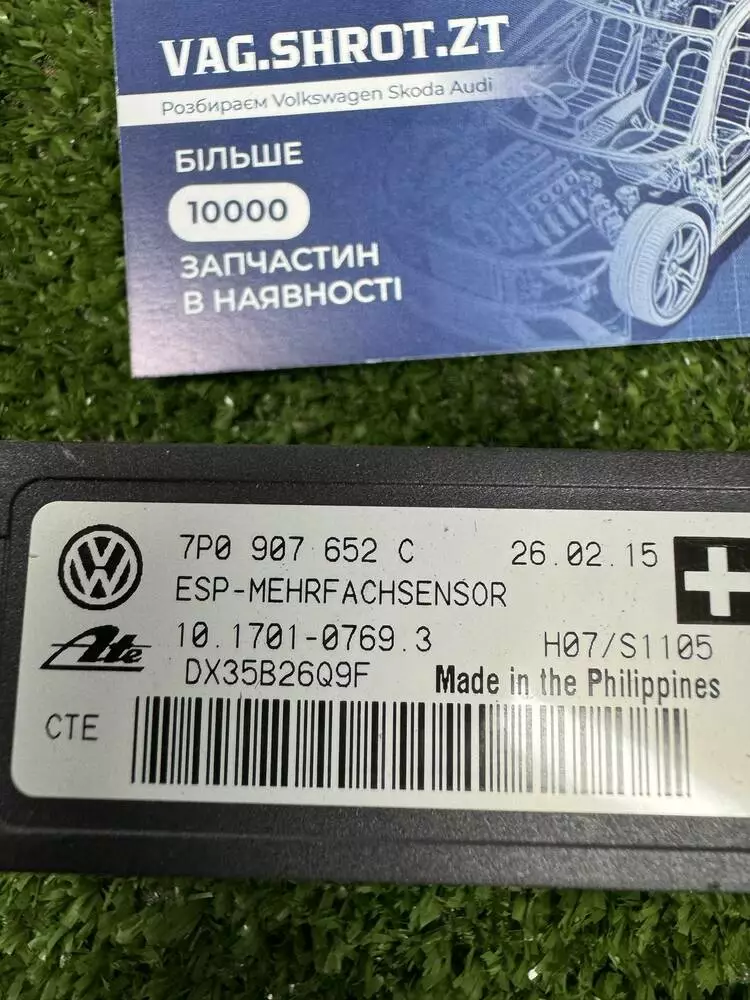 VAG.SHROT.ZT
Розбираєм Volkswagen Skoda Audi
БІЛЬШЕ
10000
ЗАПЧАСТИН
В НАЯВНОСТІ
7P0 907 652 C 26.02.15
ESP-MEHRFACHSENSOR
Ate 10.1701-0769.3 H07/S1105
DX35B26Q9F Made in the Philippines
CTE